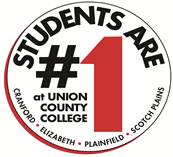 STUDENTS ARE
#1
at UNION
COUNTY
COLLEGE
CRANFORD • ELIZABETH • PLAINFIELD • SCOTCH PLAINS